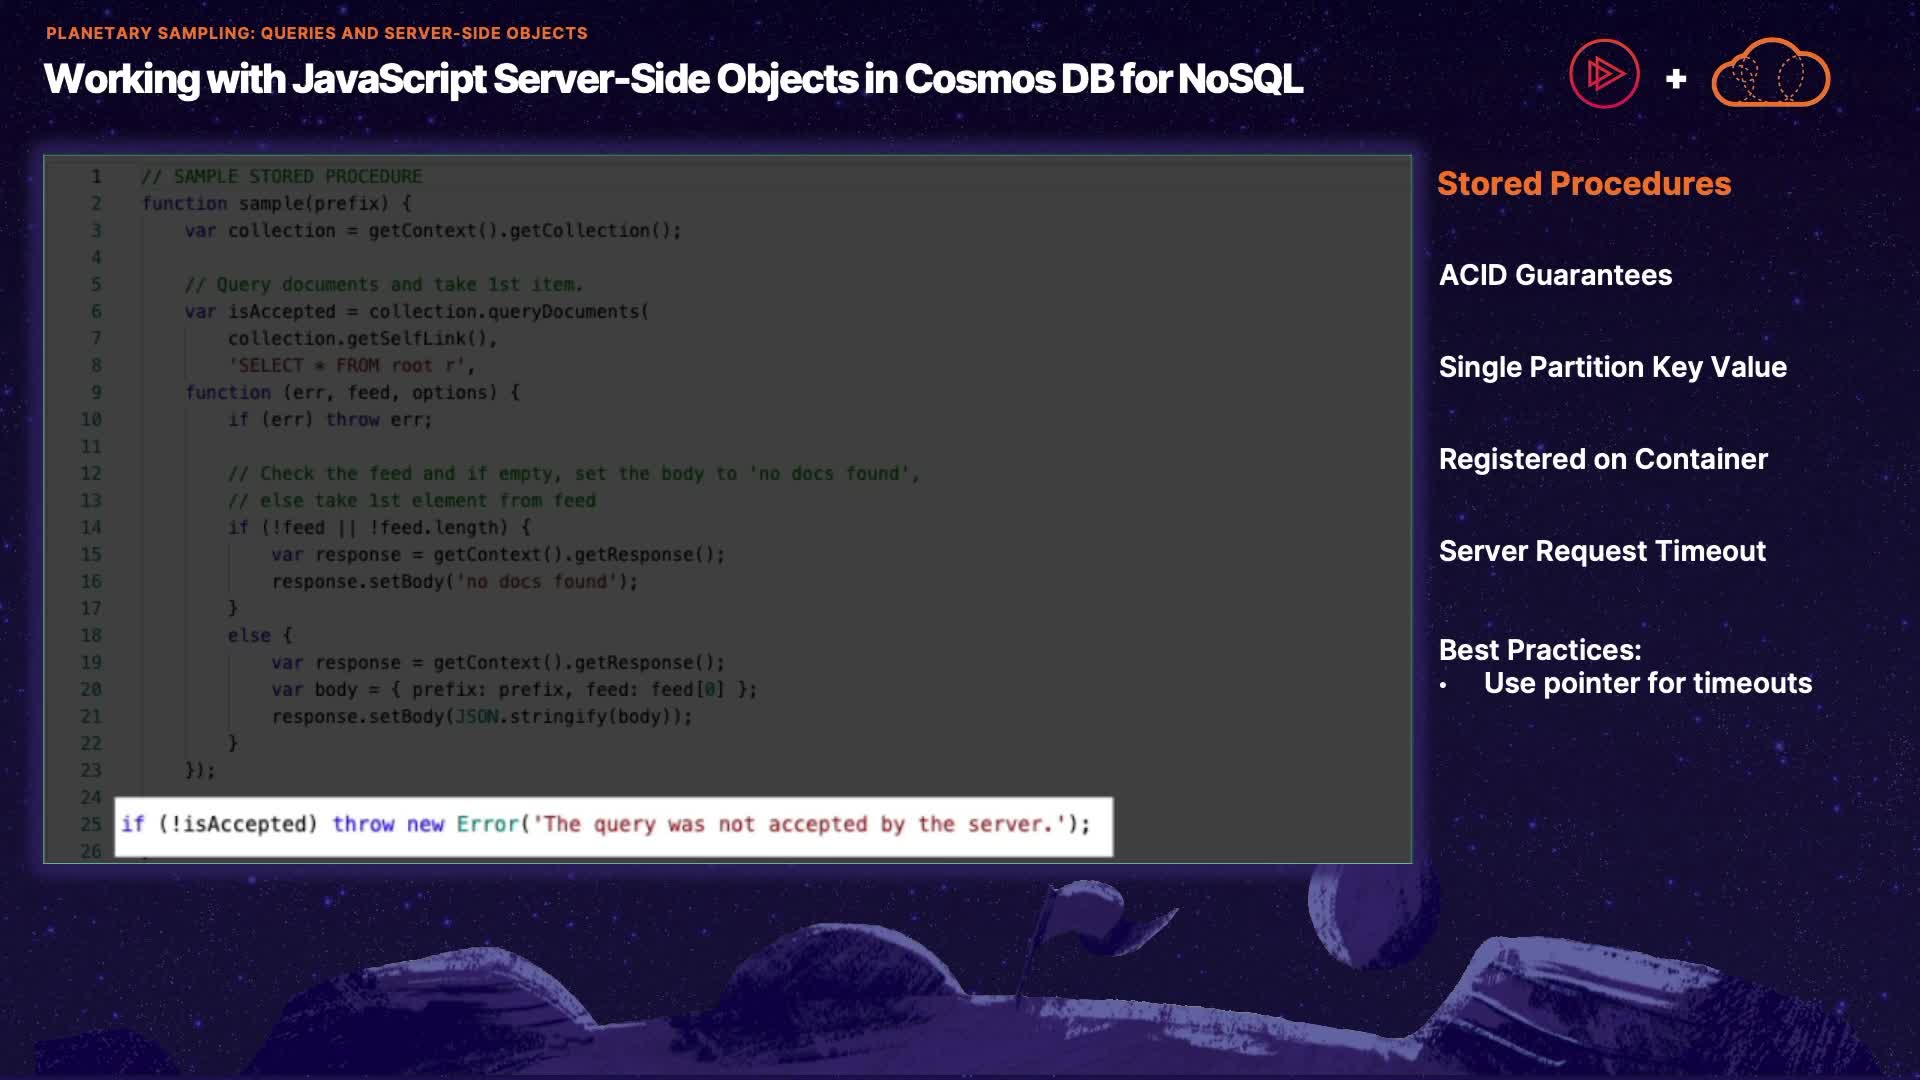 PLANETARY SAMPLING: QUERIES AND SERVER-SIDE OBJECTS
Working with JavaScript Server-Side Objects in Cosmos DB for NoSQL
+
1 // SAMPLE STORED PROCEDURE
2 function sample(prefix) {
3 var collection = getContext().getCollection();
4
5 // Query documents and take 1st item.
6 var isAccepted = collection.queryDocuments(
7 collection.getSelfLink(),
8 'SELECT * FROM root r',
9 function (err, feed, options) {
10 if (err) throw err;
11
12 // Check the feed and if empty, set the body to 'no docs found',
13 // else take 1st element from feed
14 if (!feed || !feed.length) {
15 var response = getContext().getResponse();
16 response.setBody('no docs found');
17 }
18 else {
19 var response = getContext().getResponse();
20 var body = { prefix: prefix, feed: feed[0] };
21 response.setBody(JSON.stringify(body));
22 }
23 });
24
25 if (!isAccepted) throw new Error('The query was not accepted by the server.');
26
Stored Procedures
ACID Guarantees
Single Partition Key Value
Registered on Container
Server Request Timeout
Best Practices:
• Use pointer for timeouts